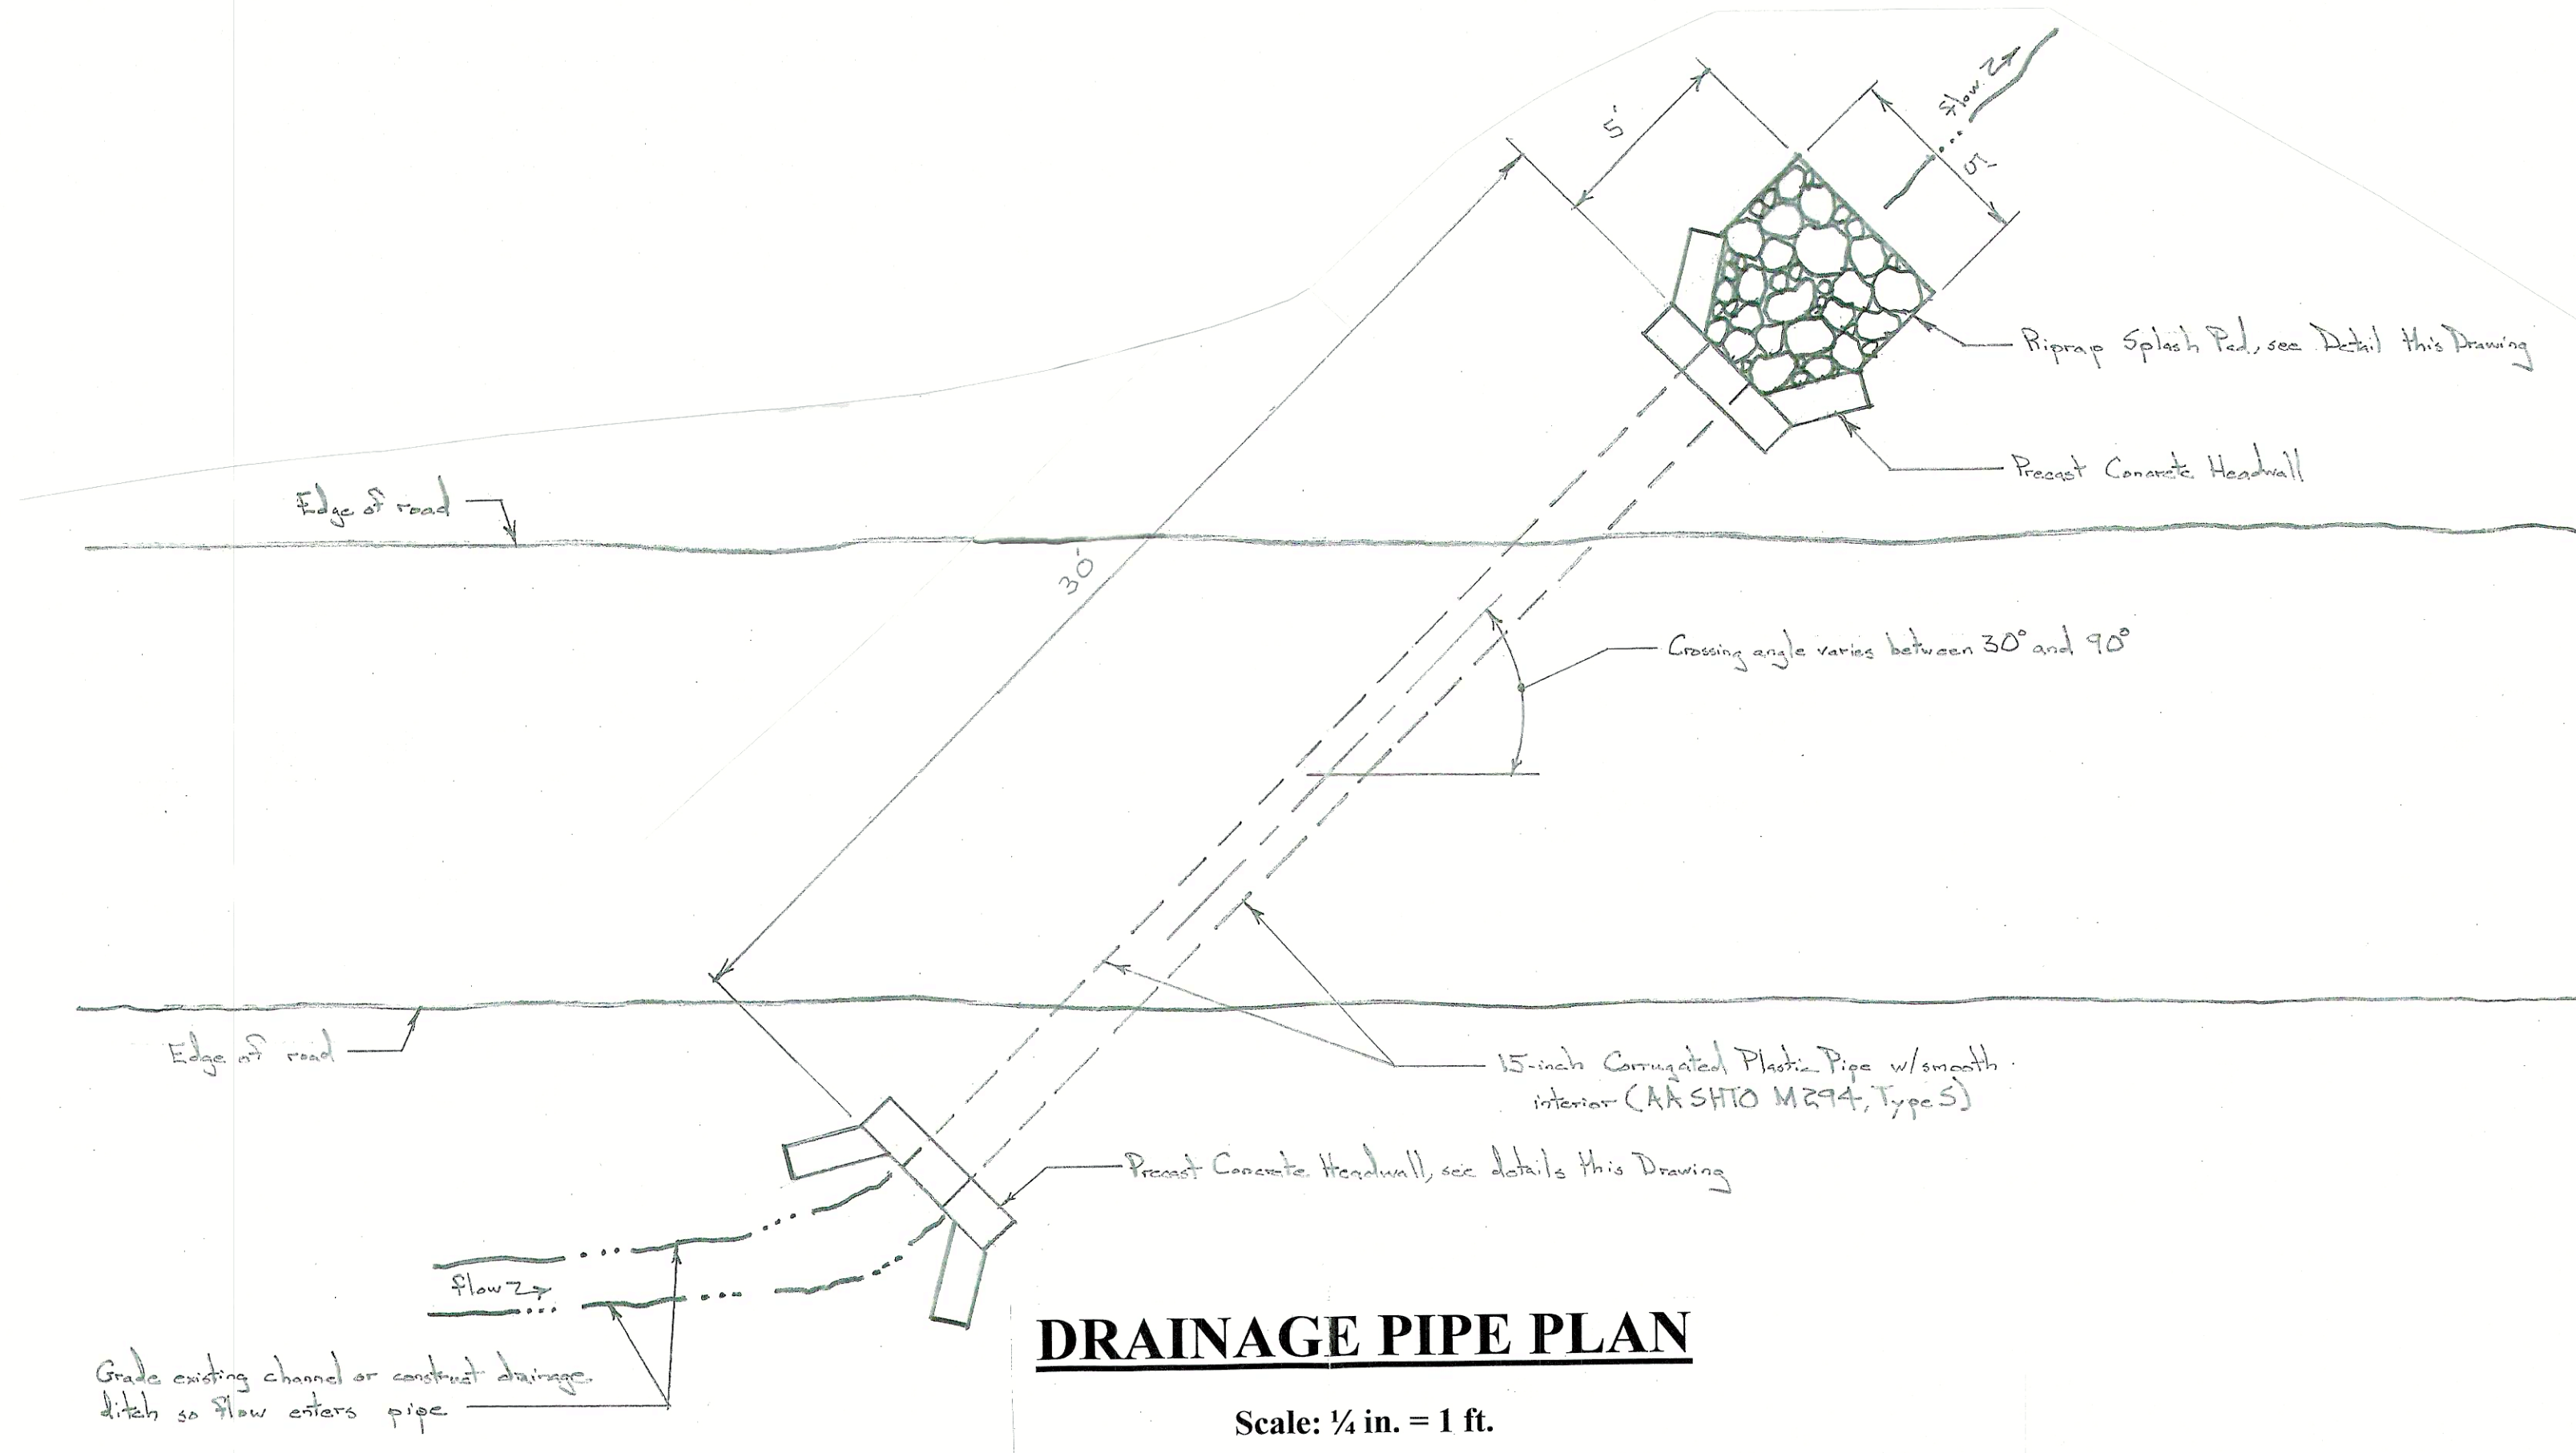 flow
5'
5'
Riprap Splash Pad, see Detail this Drawing
Precast Concrete Headwall
Edge of road
30'
Crossing angle varies between 30° and 90°
Edge of road
15-inch Corrugated Plastic Pipe w/smooth
interior (AASHTO M294, Type S)
Precast Concrete Headwall, see details this Drawing
flow
Grade existing channel or construct drainage
ditch so flow enters pipe
DRAINAGE PIPE PLAN
Scale: ¼ in. = 1 ft.